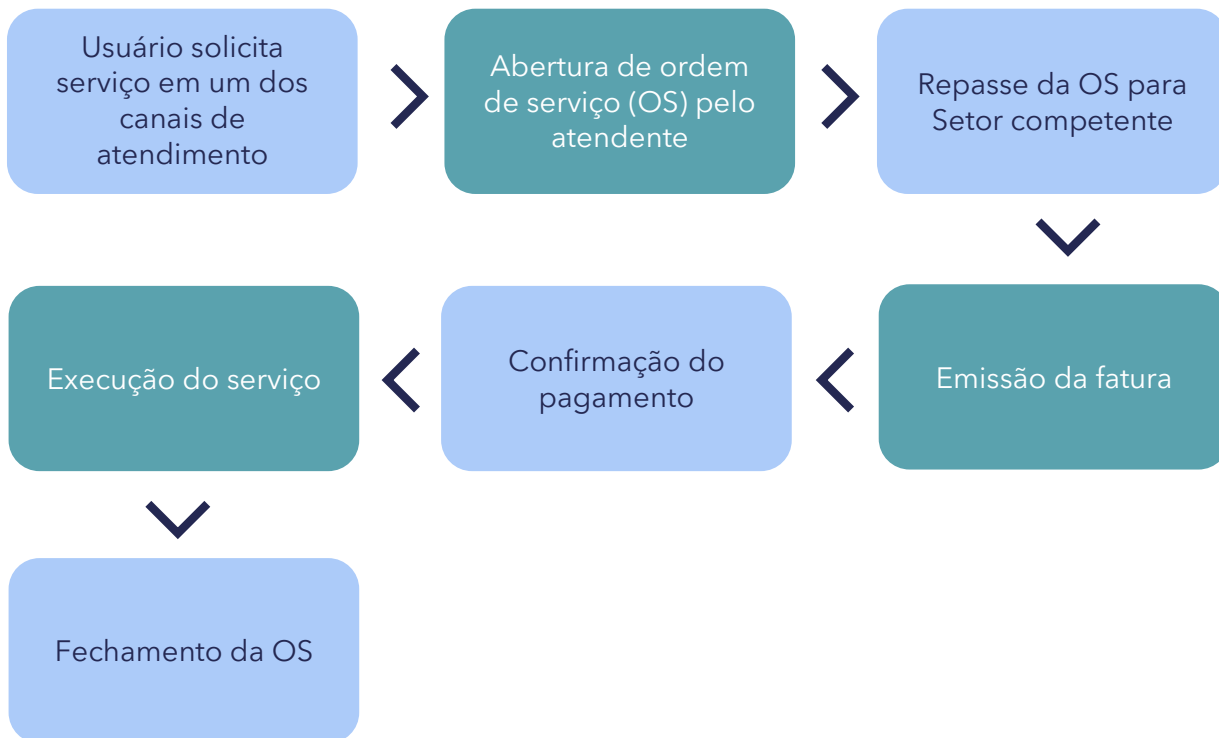 Usuário solicita
serviço em um dos
canais de
atendimento
Abertura de ordem
de serviço (OS) pelo
atendente
Repasse da OS para
Setor competente
Emissão da fatura
Confirmação do
pagamento
Execução do serviço
Fechamento da OS